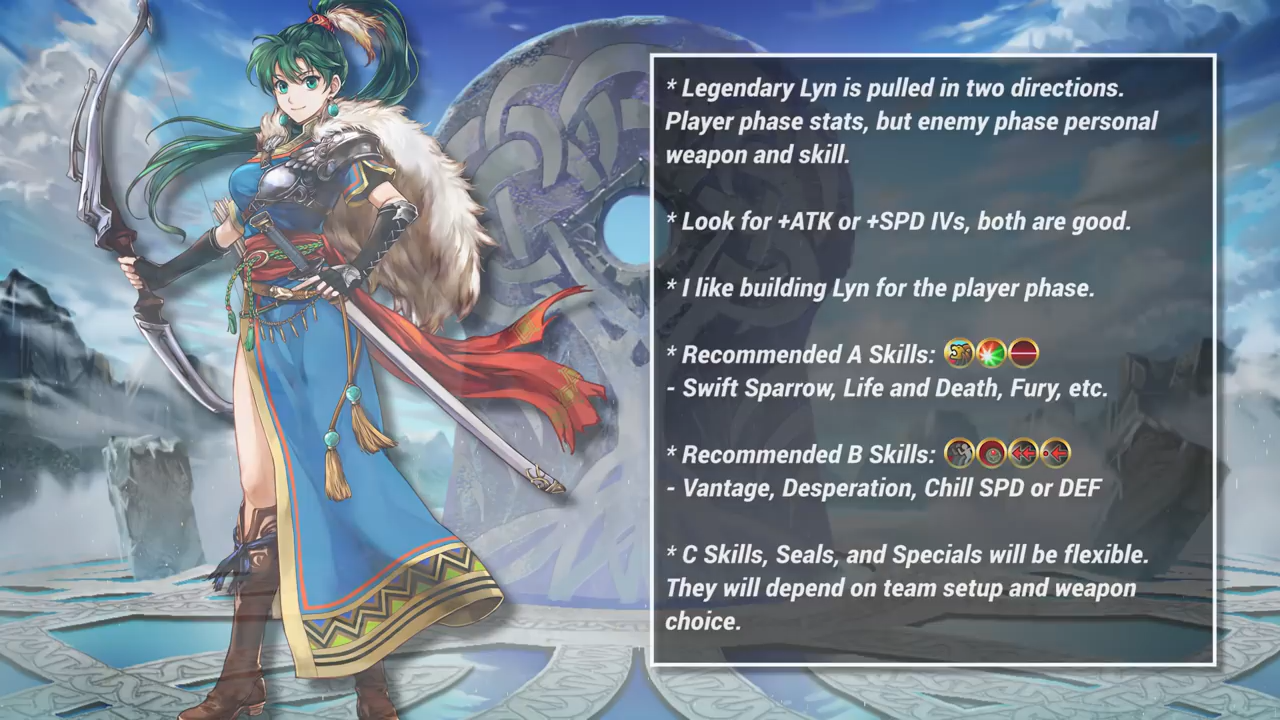 * Legendary Lyn is pulled in two directions.
Player phase stats, but enemy phase personal
weapon and skill.
* Look for +ATK or +SPD IVs, both are good.
* I like building Lyn for the player phase.
* Recommended A Skills:
- Swift Sparrow, Life and Death, Fury, etc.
* Recommended B Skills:
- Vantage, Desperation, Chill SPD or DEF
* C Skills, Seals, and Specials will be flexible.
They will depend on team setup and weapon
choice.